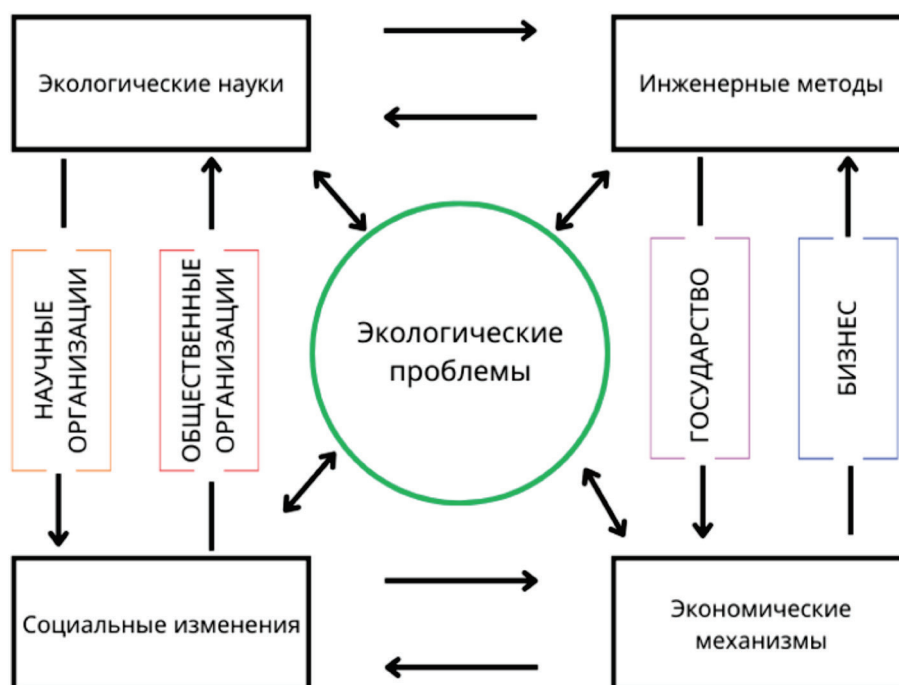 Экологические науки
Инженерные методы
НАУЧНЫЕ
ОРГАНИЗАЦИИ
ОБЩЕСТВЕННЫЕ
ОРГАНИЗАЦИИ
Экологические
проблемы
ГОСУДАРСТВО
БИЗНЕС
Социальные изменения
Экономические
механизмы